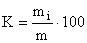 K = m_i / m · 100